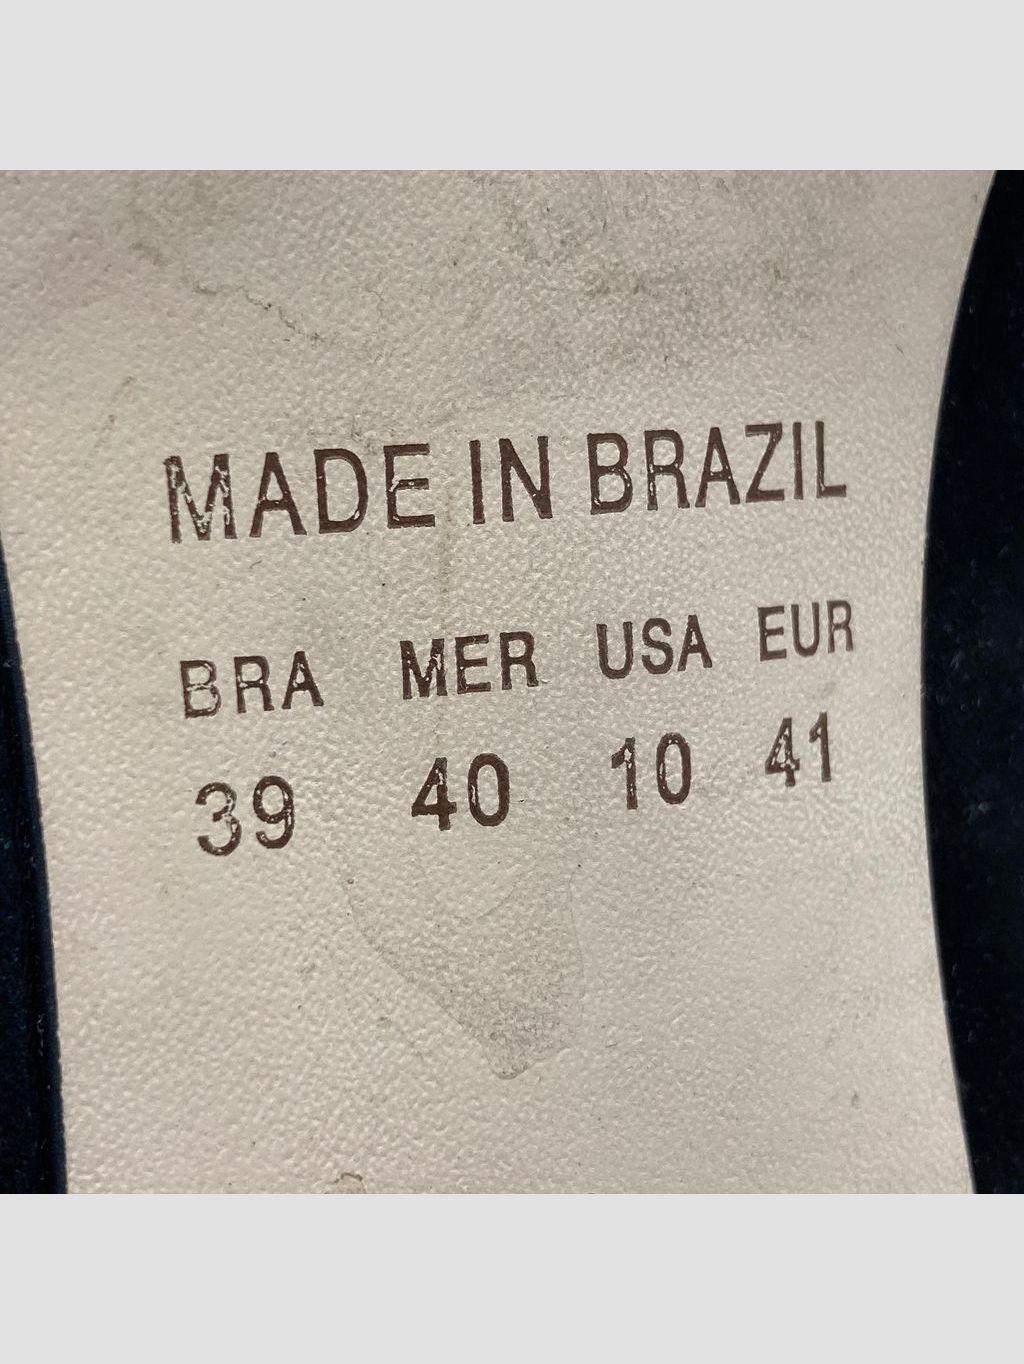 MADE IN BRAZIL
BRA MER USA EUR
39 40 10 41